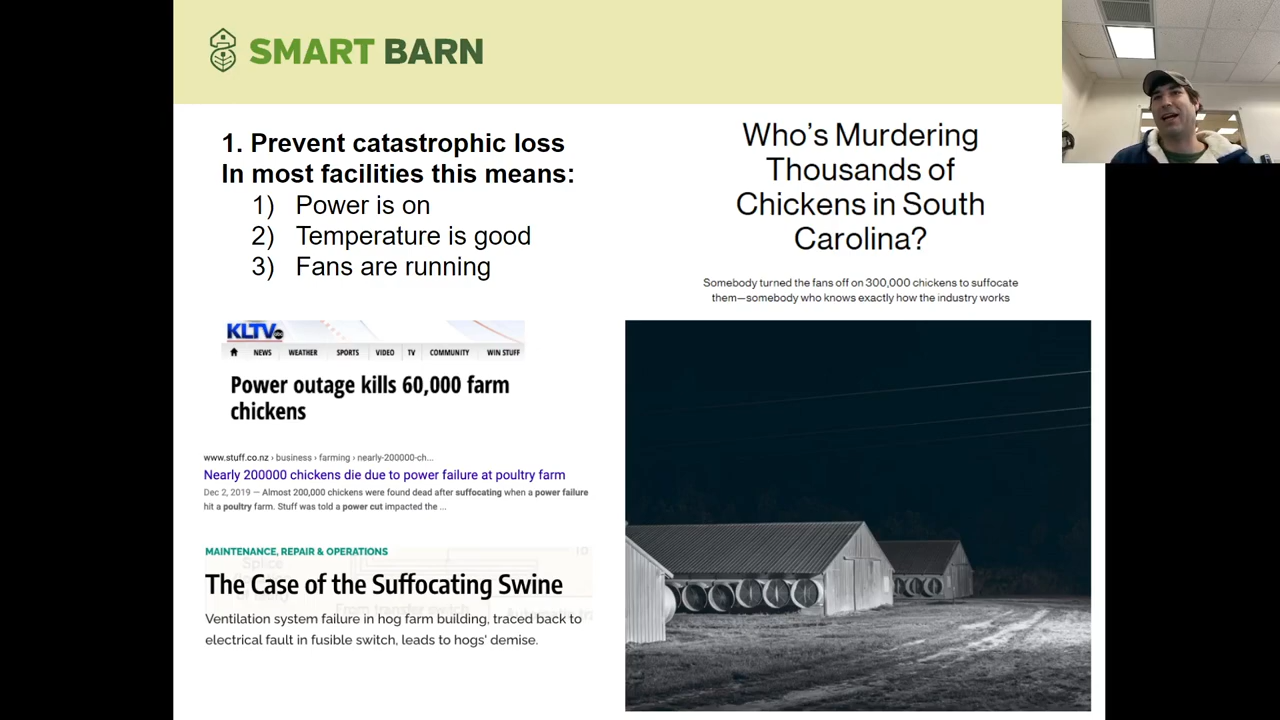 SMART BARN
1. Prevent catastrophic loss
In most facilities this means:
1) Power is on
2) Temperature is good
3) Fans are running
KLTV
NEWS WEATHER SPORTS VIDEO TV COMMUNITY WIN STUFF
Power outage kills 60,000 farm
chickens
www.stuff.co.nz › business › farming › nearly-200000-ch...
Nearly 200000 chickens die due to power failure at poultry farm
Dec 2, 2019 — Almost 200,000 chickens were found dead after suffocating when a power failure
hit a poultry farm. Stuff was told a power cut impacted the ...
MAINTENANCE, REPAIR & OPERATIONS
The Case of the Suffocating Swine
Ventilation system failure in hog farm building, traced back to
electrical fault in fusible switch, leads to hogs' demise.
Who's Murdering
Thousands of
Chickens in South
Carolina?
Somebody turned the fans off on 300,000 chickens to suffocate
them—somebody who knows exactly how the industry works